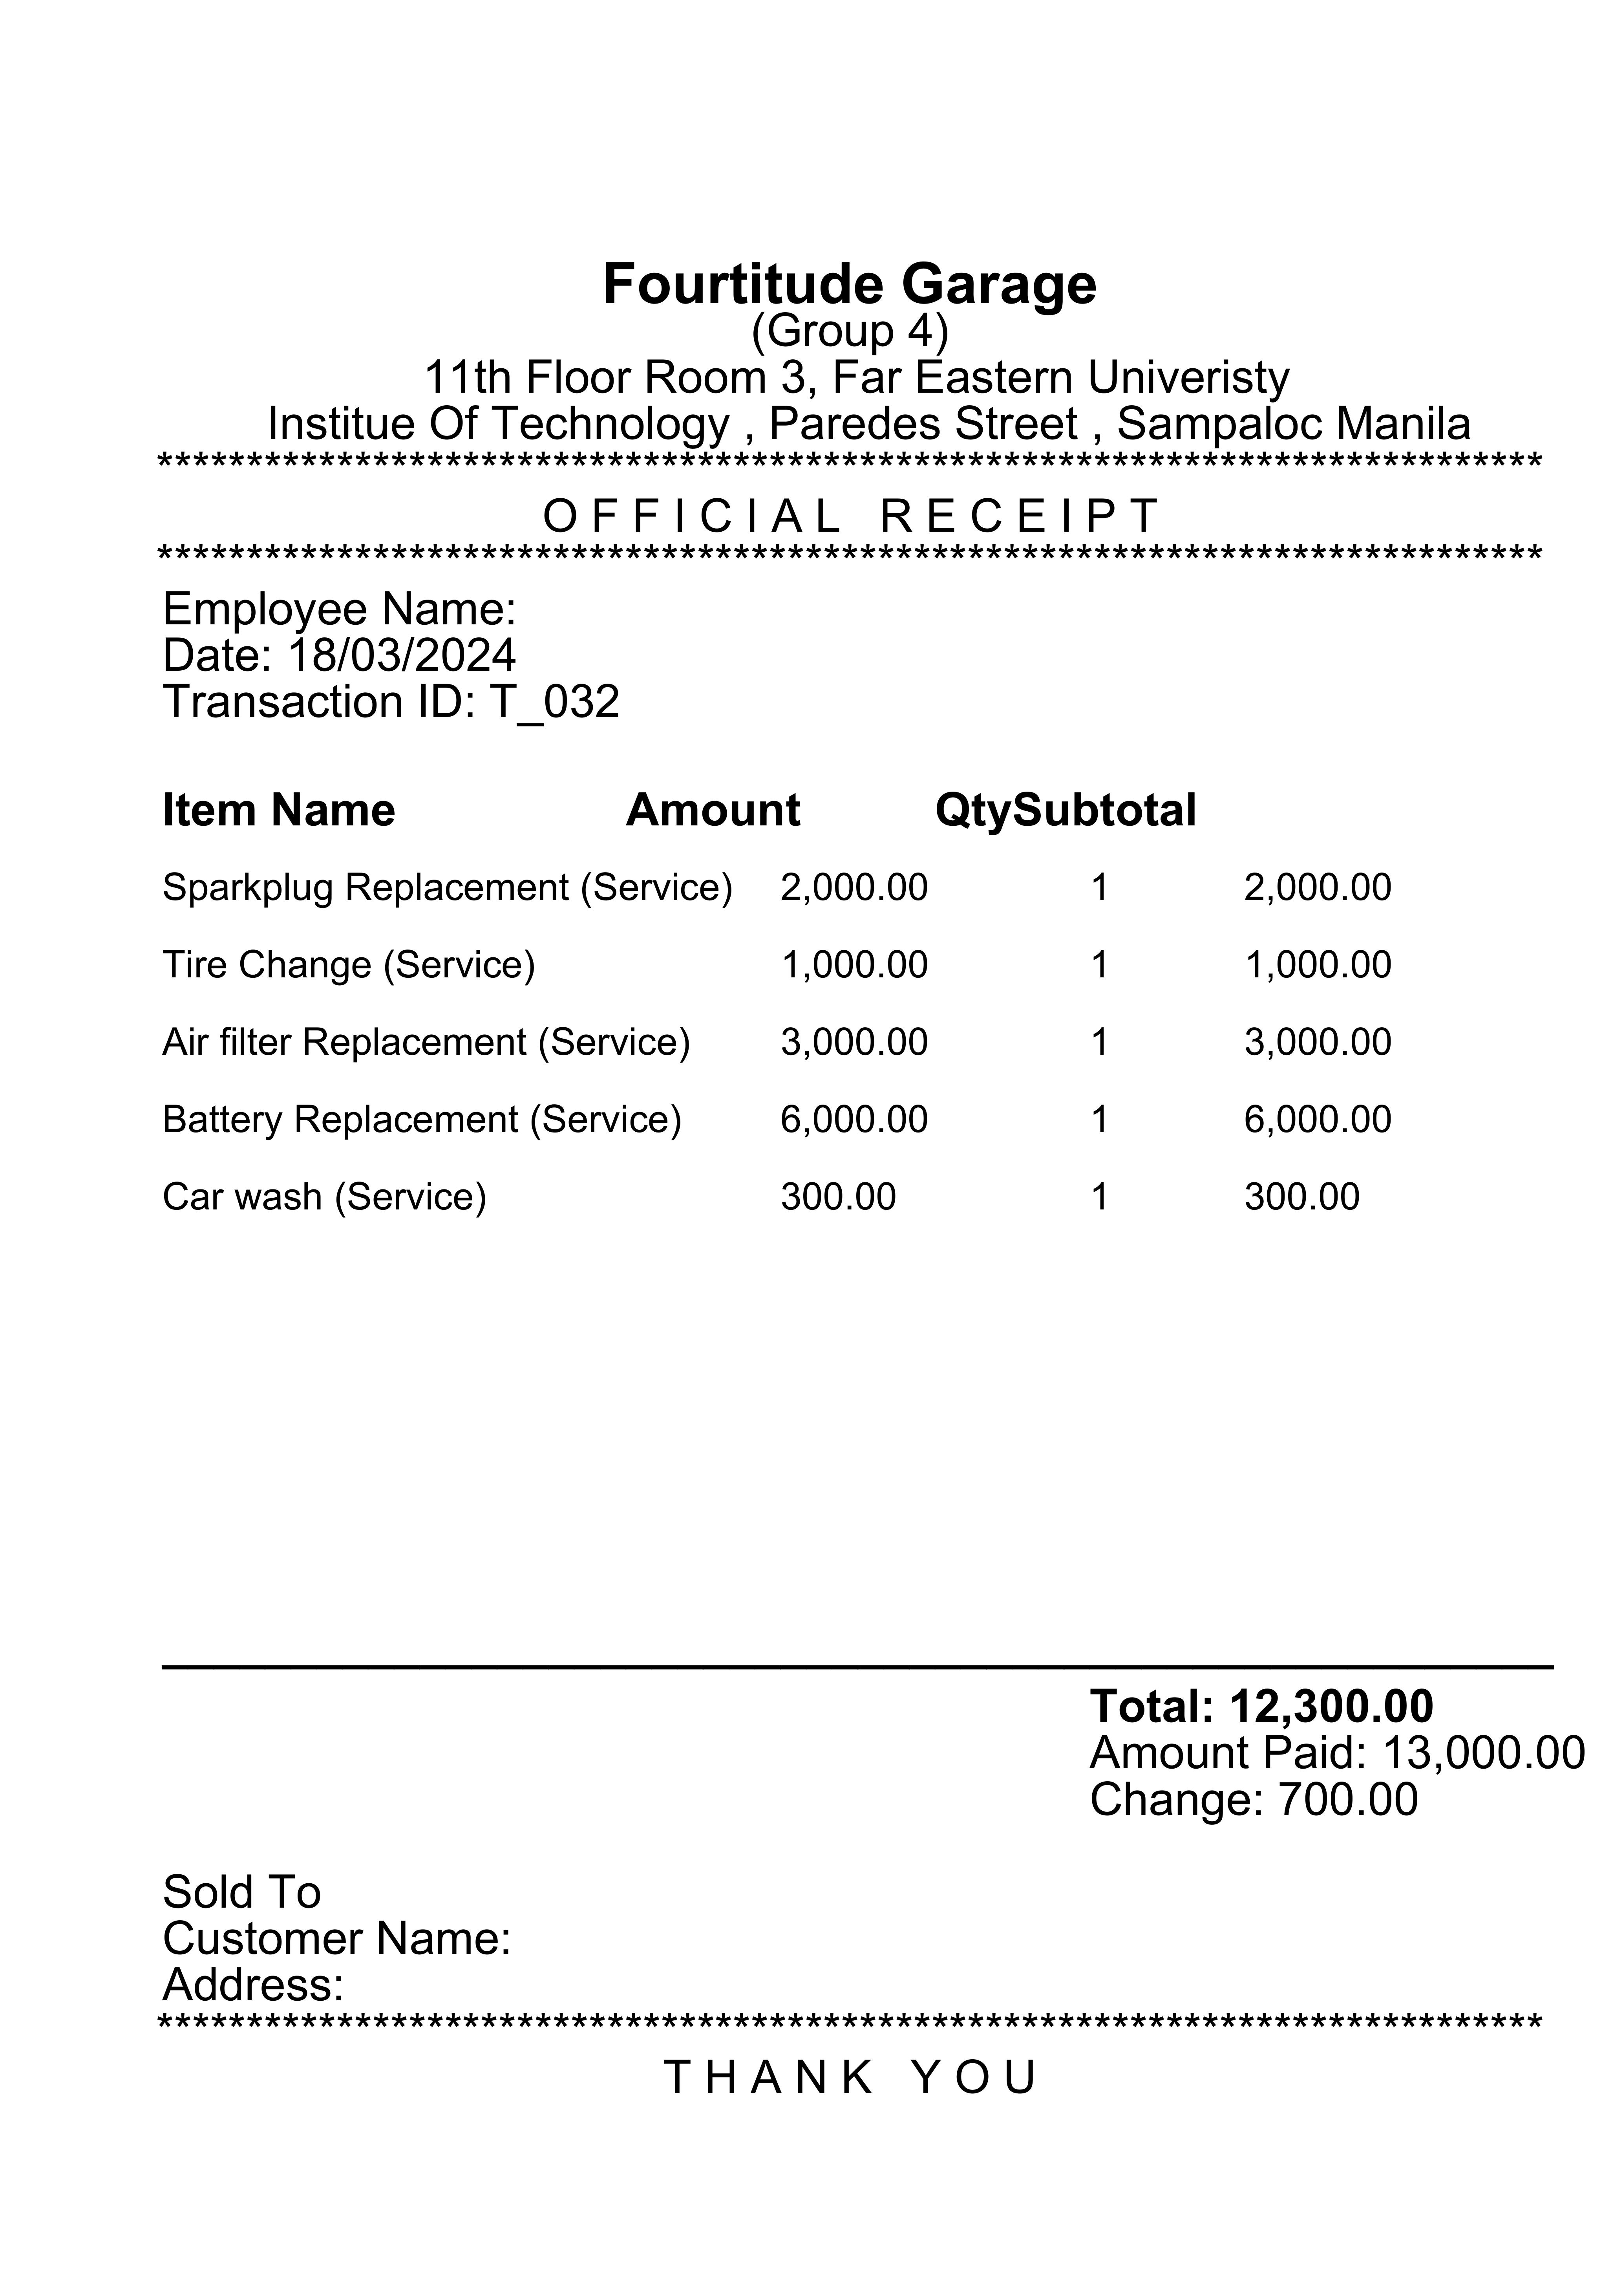 Fourtitude Garage
(Group 4)
11th Floor Room 3, Far Eastern Univeristy
Institue Of Technology , Paredes Street , Sampaloc Manila
*****************************************************************************
O F F I C I A L   R E C E I P T
*****************************************************************************
Employee Name:
Date: 18/03/2024
Transaction ID: T_032
Item Name Amount QtySubtotal
Sparkplug Replacement (Service) 2,000.00 1 2,000.00
Tire Change (Service) 1,000.00 1 1,000.00
Air filter Replacement (Service) 3,000.00 1 3,000.00
Battery Replacement (Service) 6,000.00 1 6,000.00
Car wash (Service) 300.00 1 300.00
Total: 12,300.00
Amount Paid: 13,000.00
Change: 700.00
Sold To
Customer Name:
Address:
*****************************************************************************
T H A N K   Y O U